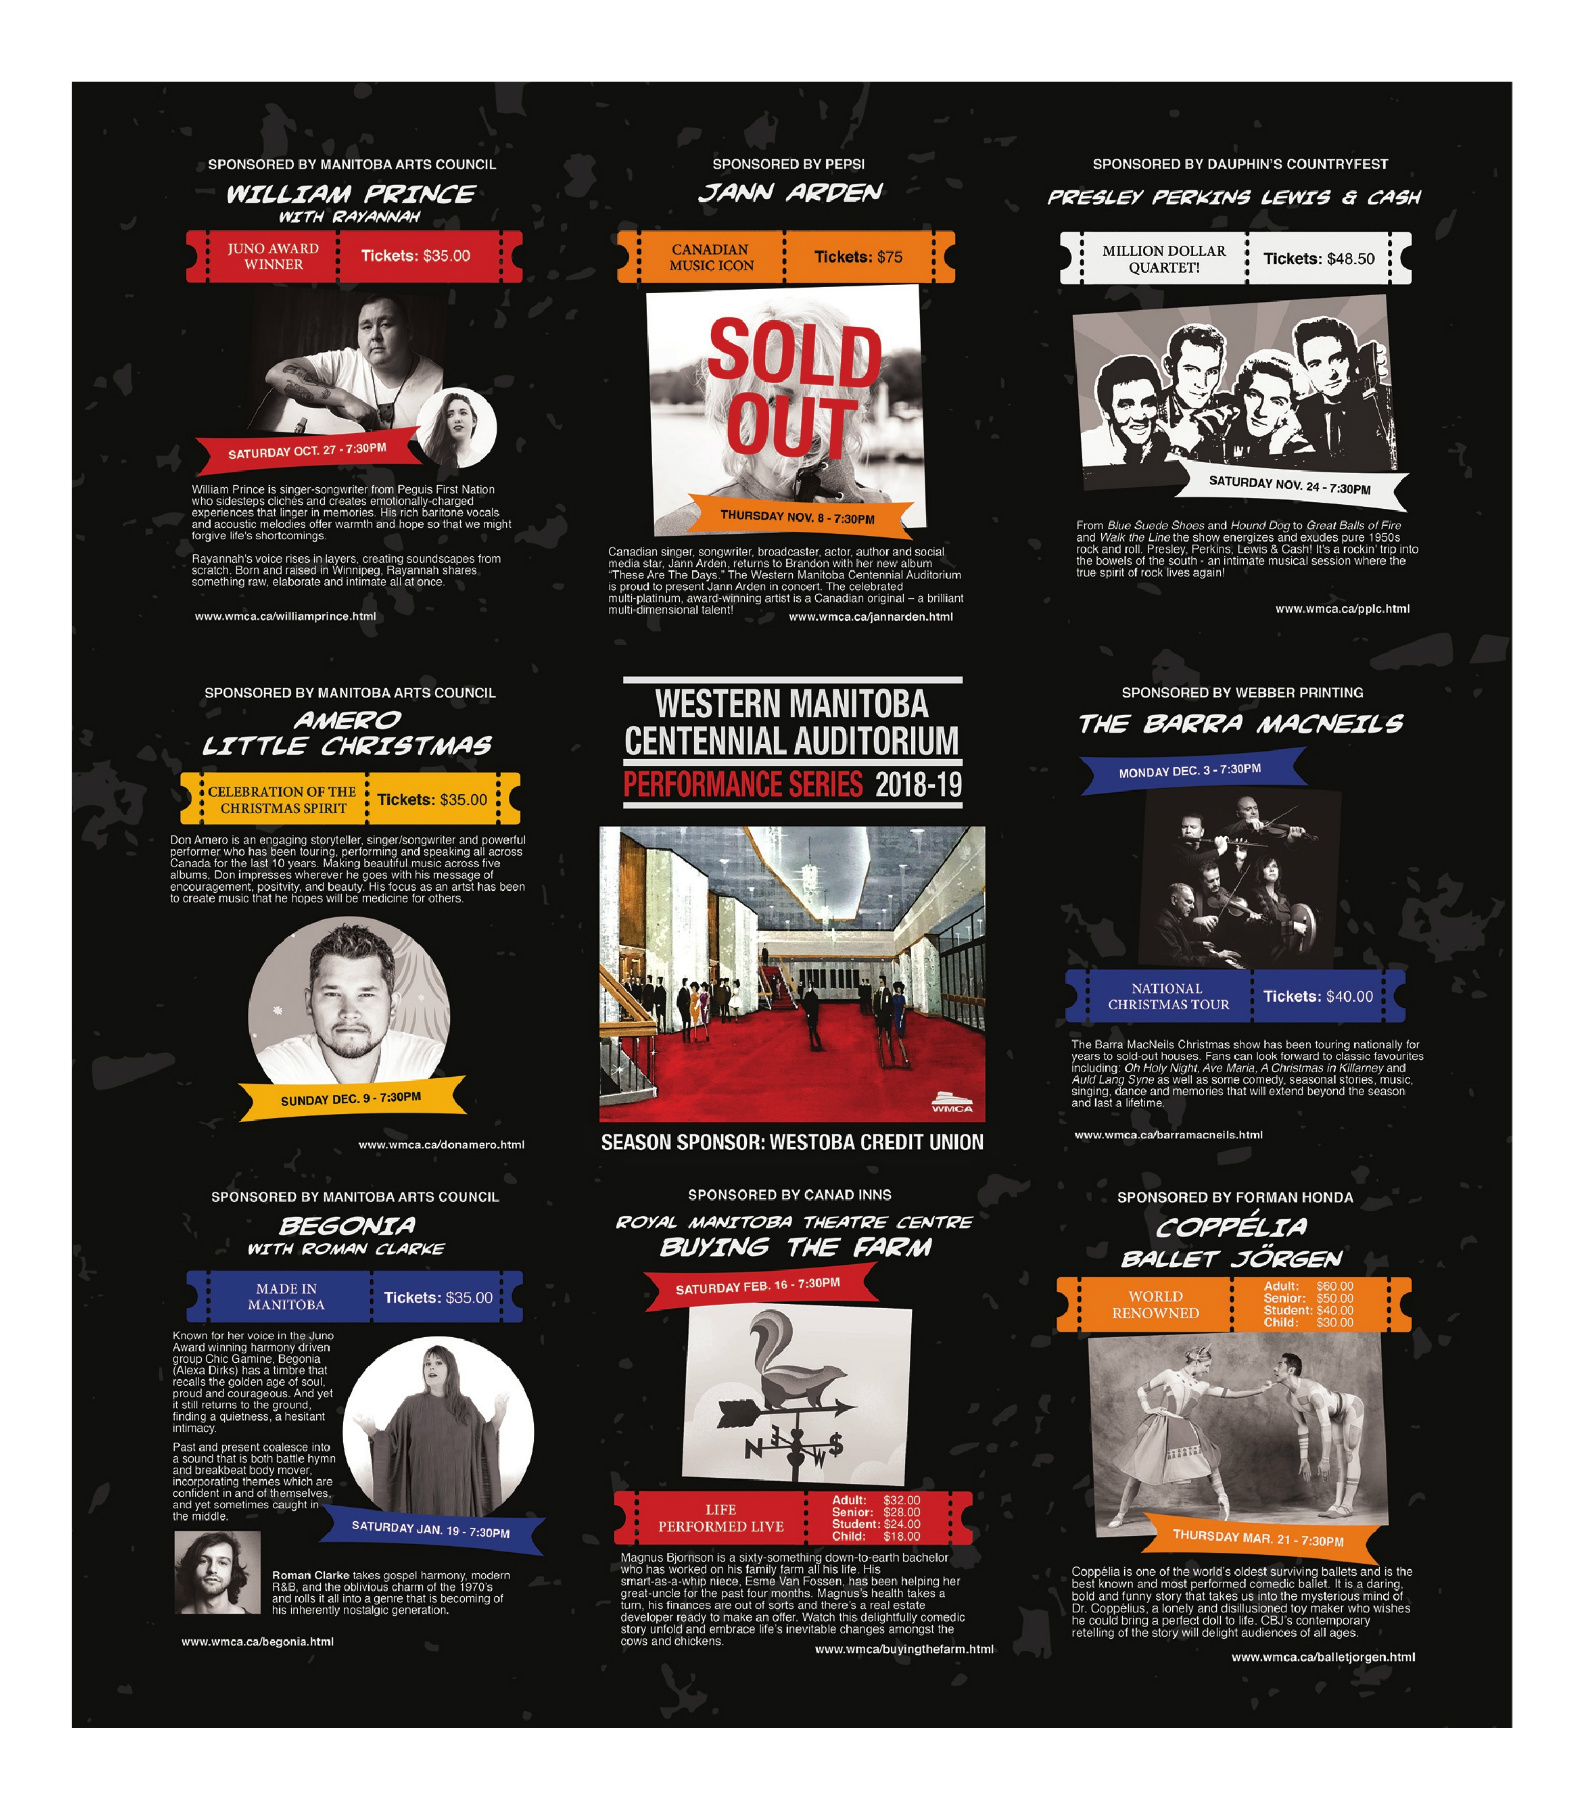 SPONSORED BY MANITOBA ARTS COUNCIL
WILLIAM PRINCE
WITH RAYANNAH
JUNO AWARD
WINNER
Tickets: $35.00
SATURDAY OCT. 27 - 7:30PM
William Prince is singer-songwriter from Peguis First Nation
who sidesteps clichés and creates emotionally-charged
experiences that linger in memories. His rich baritone vocals
and acoustic melodies offer warmth and hope so that we might
forgive life's shortcomings.
Rayannah's voice rises in layers, creating soundscapes from
scratch. Born and raised in Winnipeg, Rayannah shares
something raw, elaborate and intimate all at once.
www.wmca.ca/williamprince.html
SPONSORED BY PEPSI
JANN ARDEN
CANADIAN
MUSIC ICON
Tickets: $75
SOLD
OUT
THURSDAY NOV. 8 - 7:30PM
Canadian singer, songwriter, broadcaster, actor, author and social
media star, Jann Arden, returns to Brandon with her new album
"These Are The Days." The Western Manitoba Centennial Auditorium
is proud to present Jann Arden in concert. The celebrated
multi-platinum, award-winning artist is a Canadian original – a brilliant
multi-dimensional talent!
www.wmca.ca/jannarden.html
SPONSORED BY DAUPHIN'S COUNTRYFEST
PRESLEY PERKINS LEWIS & CASH
MILLION DOLLAR
QUARTET!
Tickets: $48.50
SATURDAY NOV. 24 - 7:30PM
From Blue Suede Shoes and Hound Dog to Great Balls of Fire
and Walk the Line the show energizes and exudes pure 1950s
rock and roll. Presley, Perkins, Lewis & Cash! It's a rockin' trip into
the bowels of the south - an intimate musical session where the
true spirit of rock lives again!
www.wmca.ca/pplc.html
SPONSORED BY MANITOBA ARTS COUNCIL
AMERO
LITTLE CHRISTMAS
CELEBRATION OF THE
CHRISTMAS SPIRIT
Tickets: $35.00
Don Amero is an engaging storyteller, singer/songwriter and powerful
performer who has been touring, performing and speaking all across
Canada for the last 10 years. Making beautiful music across five
albums, Don impresses wherever he goes with his message of
encouragement, positvity, and beauty. His focus as an artst has been
to create music that he hopes will be medicine for others.
SUNDAY DEC. 9 - 7:30PM
www.wmca.ca/donamero.html
WESTERN MANITOBA
CENTENNIAL AUDITORIUM
PERFORMANCE SERIES 2018-19
WMCA
SEASON SPONSOR: WESTOBA CREDIT UNION
SPONSORED BY WEBBER PRINTING
THE BARRA MACNEILS
MONDAY DEC. 3 - 7:30PM
NATIONAL
CHRISTMAS TOUR
Tickets: $40.00
The Barra MacNeils Christmas show has been touring nationally for
years to sold-out houses. Fans can look forward to classic favourites
including: Oh Holy Night, Ave Maria, A Christmas in Killarney and
Auld Lang Syne as well as some comedy, seasonal stories, music,
singing, dance and memories that will extend beyond the season
and last a lifetime.
www.wmca.ca/barramacneils.html
SPONSORED BY MANITOBA ARTS COUNCIL
BEGONIA
WITH ROMAN CLARKE
MADE IN
MANITOBA
Tickets: $35.00
Known for her voice in the Juno
Award winning harmony driven
group Chic Gamine, Begonia
(Alexa Dirks) has a timbre that
recalls the golden age of soul,
proud and courageous. And yet
it still returns to the ground,
finding a quietness, a hesitant
intimacy.
Past and present coalesce into
a sound that is both battle hymn
and breakbeat body mover,
incorporating themes which are
confident in and of themselves,
and yet sometimes caught in
the middle.
SATURDAY JAN. 19 - 7:30PM
Roman Clarke takes gospel harmony, modern
R&B, and the oblivious charm of the 1970's
and rolls it all into a genre that is becoming of
his inherently nostalgic generation.
www.wmca.ca/begonia.html
SPONSORED BY CANAD INNS
ROYAL MANITOBA THEATRE CENTRE
BUYING THE FARM
SATURDAY FEB. 16 - 7:30PM
N W $
LIFE
PERFORMED LIVE
Adult: $32.00
Senior: $28.00
Student: $24.00
Child: $18.00
Magnus Bjornson is a sixty-something down-to-earth bachelor
who has worked on his family farm all his life. His
smart-as-a-whip niece, Esme Van Fossen, has been helping her
great-uncle for the past four months. Magnus's health takes a
turn, his finances are out of sorts and there's a real estate
developer ready to make an offer. Watch this delightfully comedic
story unfold and embrace life's inevitable changes amongst the
cows and chickens.
www.wmca.ca/buyingthefarm.html
SPONSORED BY FORMAN HONDA
COPPÉLIA
BALLET JÖRGEN
WORLD
RENOWNED
Adult: $60.00
Senior: $50.00
Student: $40.00
Child: $30.00
THURSDAY MAR. 21 - 7:30PM
Coppélia is one of the world's oldest surviving ballets and is the
best known and most performed comedic ballet. It is a daring,
bold and funny story that takes us into the mysterious mind of
Dr. Coppélius, a lonely and disillusioned toy maker who wishes
he could bring a perfect doll to life. CBJ's contemporary
retelling of the story will delight audiences of all ages.
www.wmca.ca/balletjorgen.html